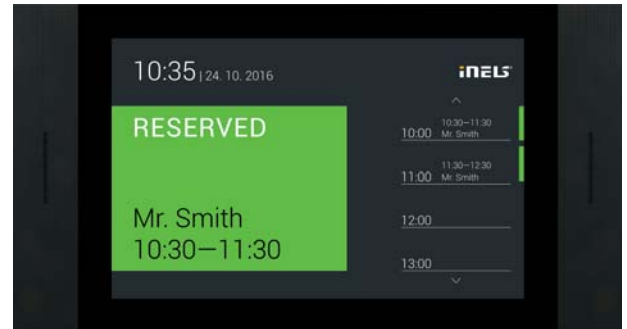 10:35 | 24. 10. 2016
iNELS
RESERVED
Mr. Smith
10:30—11:30
10:30—11:30
10:00 Mr. Smith
11:30—12:30
11:00 Mr. Smith
12:00
13:00